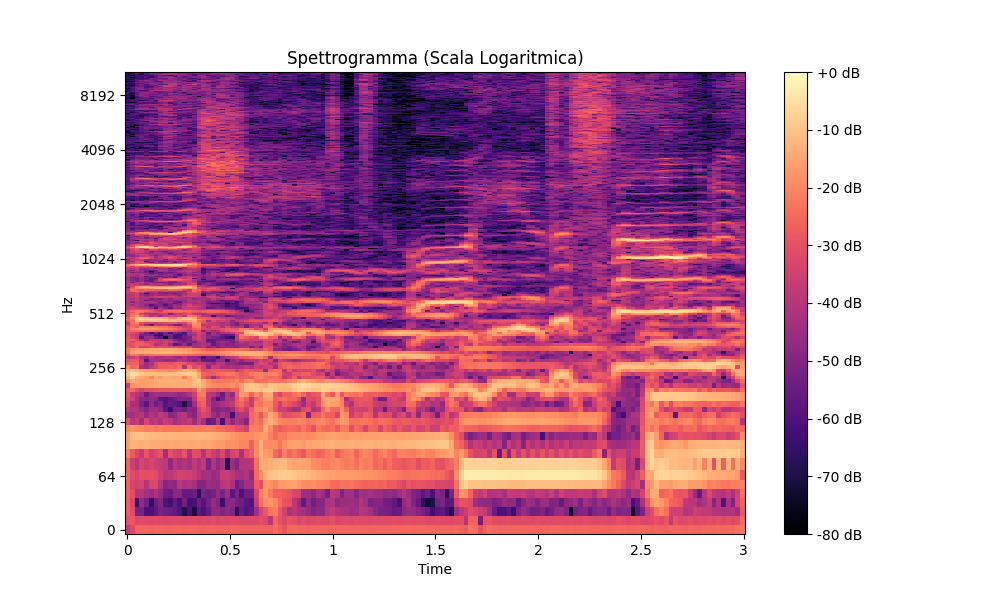 Spettrogramma (Scala Logaritmica)
Hz
8192
4096
2048
1024
512
256
128
64
0
0
0.5
1
1.5
2
2.5
3
Time
+0 dB
-10 dB
-20 dB
-30 dB
-40 dB
-50 dB
-60 dB
-70 dB
-80 dB